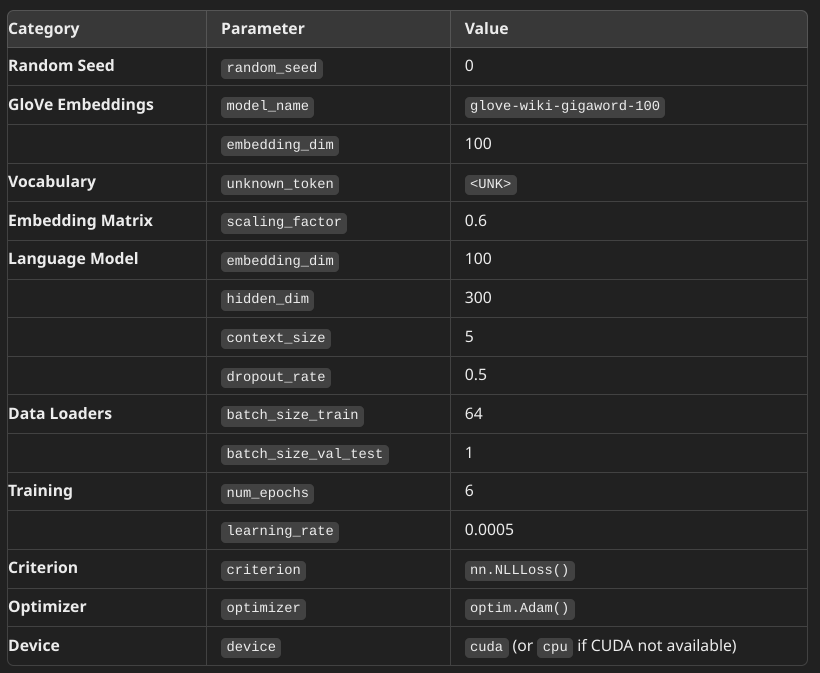 Category Parameter Value
Random Seed random_seed 0
GloVe Embeddings model_name glove-wiki-gigaword-100
embedding_dim 100
Vocabulary unknown_token <UNK>
Embedding Matrix scaling_factor 0.6
Language Model embedding_dim 100
hidden_dim 300
context_size 5
dropout_rate 0.5
Data Loaders batch_size_train 64
batch_size_val_test 1
Training num_epochs 6
learning_rate 0.0005
Criterion criterion nn.NLLLoss()
Optimizer optimizer optim.Adam()
Device device cuda (or cpu if CUDA not available)